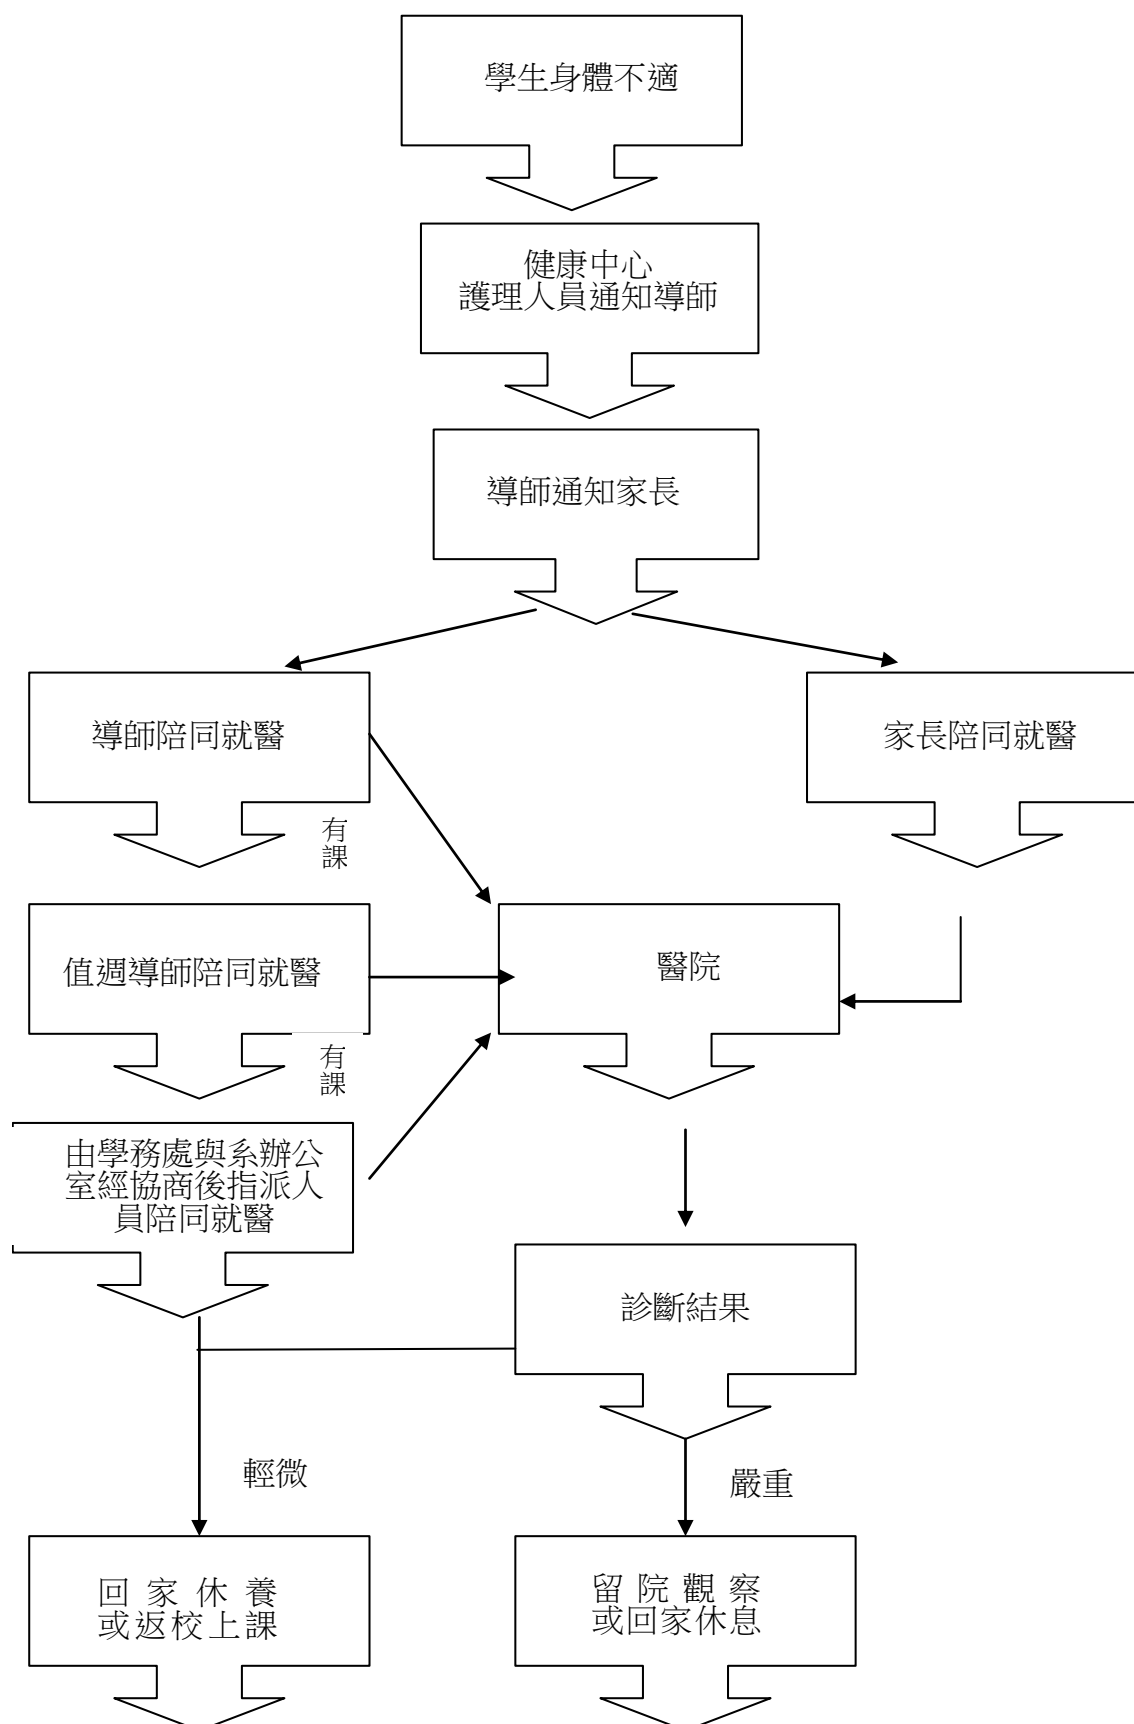 學生身體不適
健康中心
護理人員通知導師
導師通知家長
導師陪同就醫
家長陪同就醫
有
課
值週導師陪同就醫
醫院
有
課
由學務處與系辦公
室經協商後指派人
員陪同就醫
診斷結果
輕微
嚴重
回家休養
或返校上課
留院觀察
或回家休息